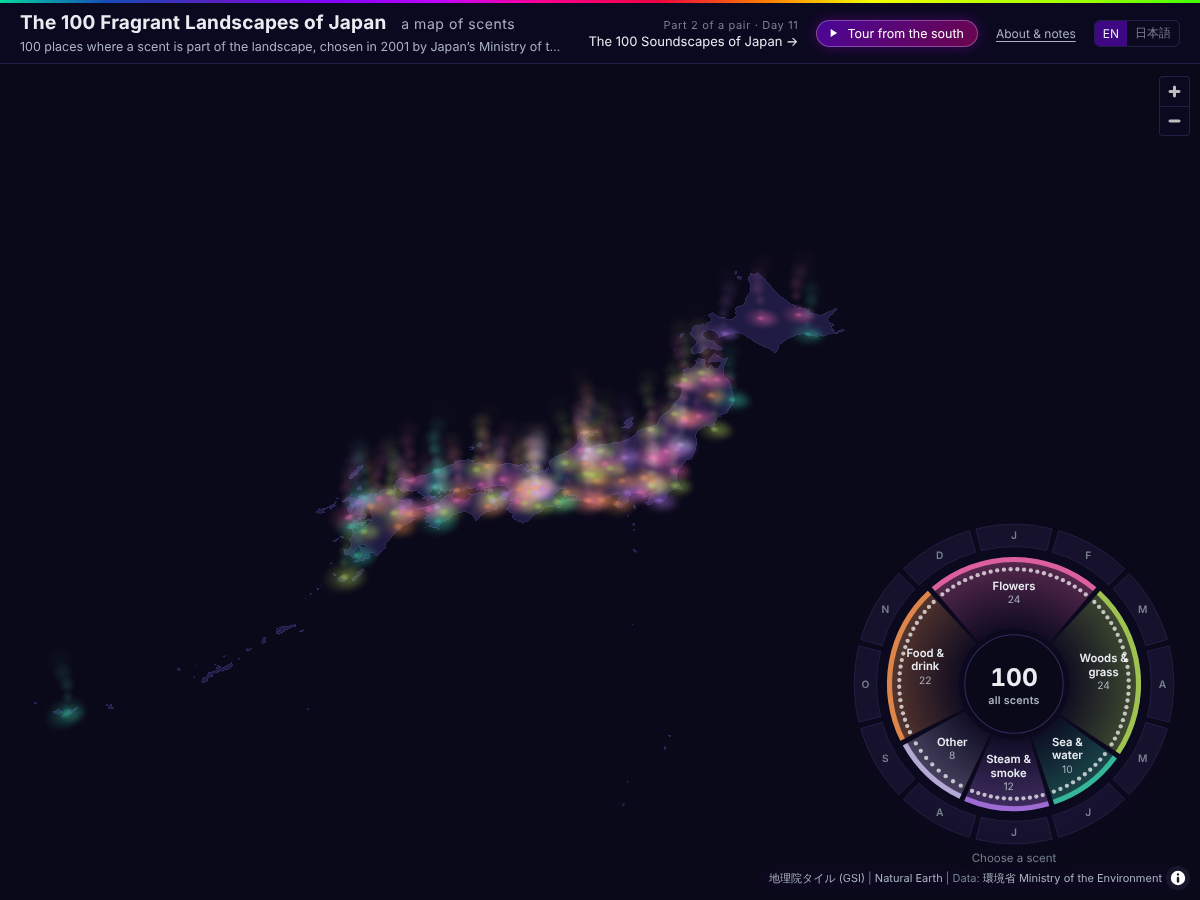 The 100 Fragrant Landscapes of Japan a map of scents
100 places where a scent is part of the landscape, chosen in 2001 by Japan's Ministry of t…
Part 2 of a pair · Day 11
The 100 Soundscapes of Japan →
Tour from the south
About & notes
EN 日本語
+
−
J
F
M
A
M
J
J
A
S
O
N
D
Flowers
24
Woods &
grass
24
Sea &
water
10
Steam &
smoke
12
Other
8
Food &
drink
22
100
all scents
Choose a scent
地理院タイル (GSI) | Natural Earth | Data: 環境省 Ministry of the Environment